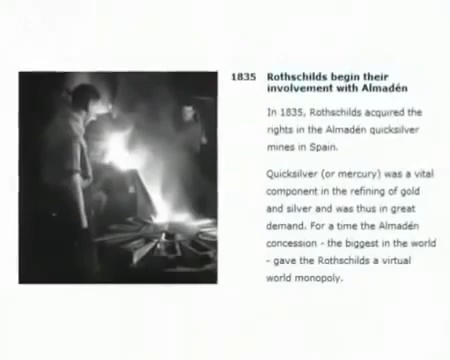 1835 Rothschilds begin their
involvement with Almadén
In 1835, Rothschilds acquired the
rights in the Almadén quicksilver
mines in Spain.
Quicksilver (or mercury) was a vital
component in the refining of gold
and silver and was thus in great
demand. For a time the Almadén
concession - the biggest in the world
- gave the Rothschilds a virtual
world monopoly.